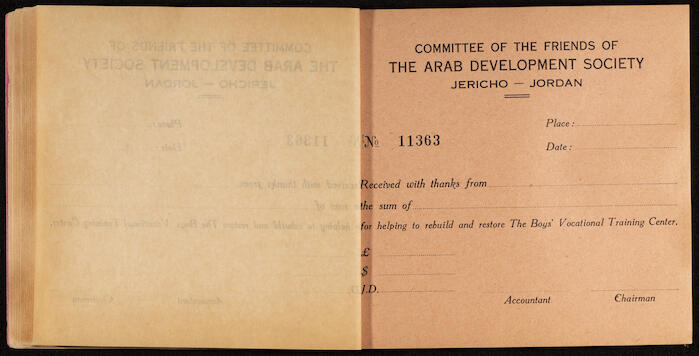 COMMITTEE OF THE FRIENDS OF
THE ARAB DEVELOPMENT SOCIETY
JERICHO — JORDAN
Place:
№ 11363
Date:
Received with thanks from
the sum of
for helping to rebuild and restore The Boys' Vocational Training Center.
£
$
J.D.
Accountant Chairman